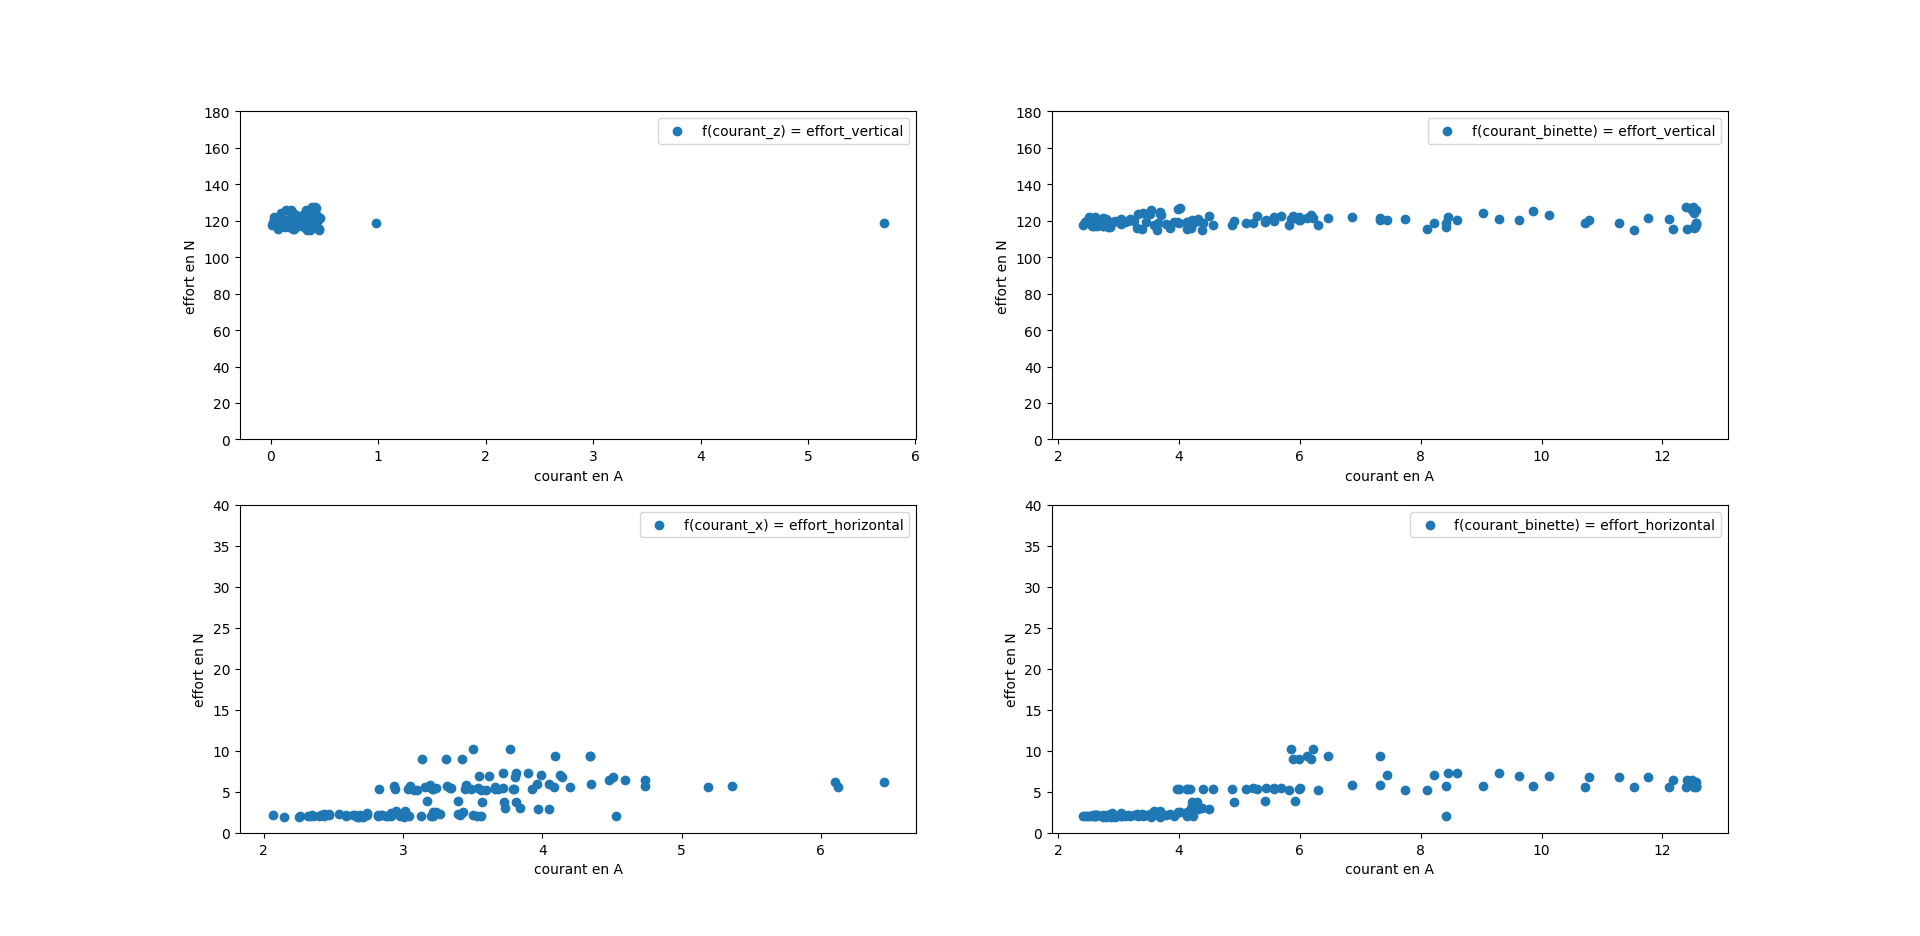 f(courant_z) = effort_vertical
180
160
140
120
100
80
60
40
20
0
effort en N
0 1 2 3 4 5 6
courant en A
f(courant_binette) = effort_vertical
180
160
140
120
100
80
60
40
20
0
effort en N
2 4 6 8 10 12
courant en A
f(courant_x) = effort_horizontal
40
35
30
25
20
15
10
5
0
effort en N
2 3 4 5 6
courant en A
f(courant_binette) = effort_horizontal
40
35
30
25
20
15
10
5
0
effort en N
2 4 6 8 10 12
courant en A